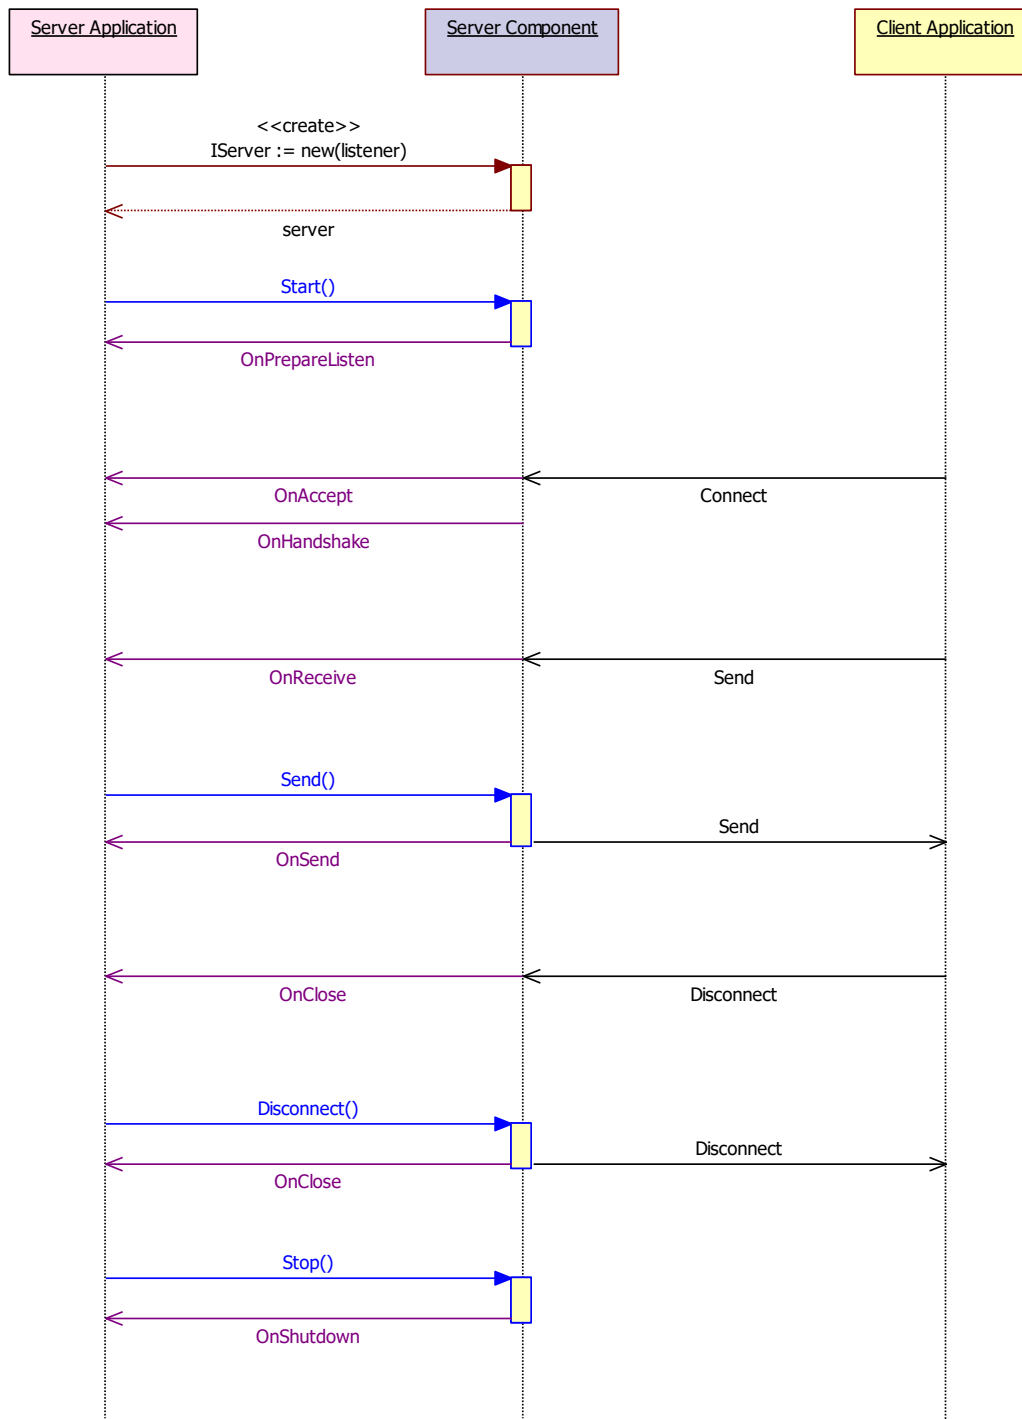 Server Application
Server Component
Client Application
<<create>>
IServer := new(listener)
server
Start()
OnPrepareListen
OnAccept
Connect
OnHandshake
OnReceive
Send
Send()
Send
OnSend
OnClose
Disconnect
Disconnect()
Disconnect
OnClose
Stop()
OnShutdown